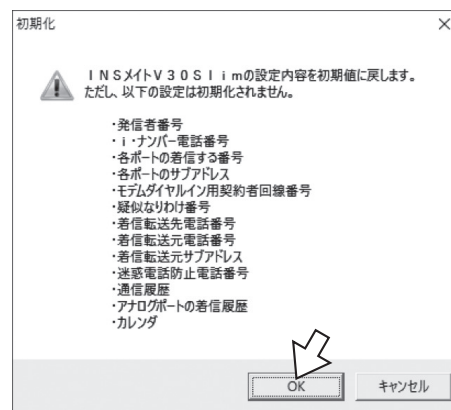 初期化
ＩＮＳメイトＶ３０Ｓｌｉｍの設定内容を初期値に戻します。
ただし、以下の設定は初期化されません。
・発信者番号
・ｉ・ナンバー電話番号
・各ポートの着信する番号
・各ポートのサブアドレス
・モデムダイヤルイン用契約者回線番号
・疑似なりわけ番号
・着信転送先電話番号
・着信転送元電話番号
・着信転送元サブアドレス
・迷惑電話防止電話番号
・通信履歴
・アナログポートの着信履歴
・カレンダ
OK キャンセル